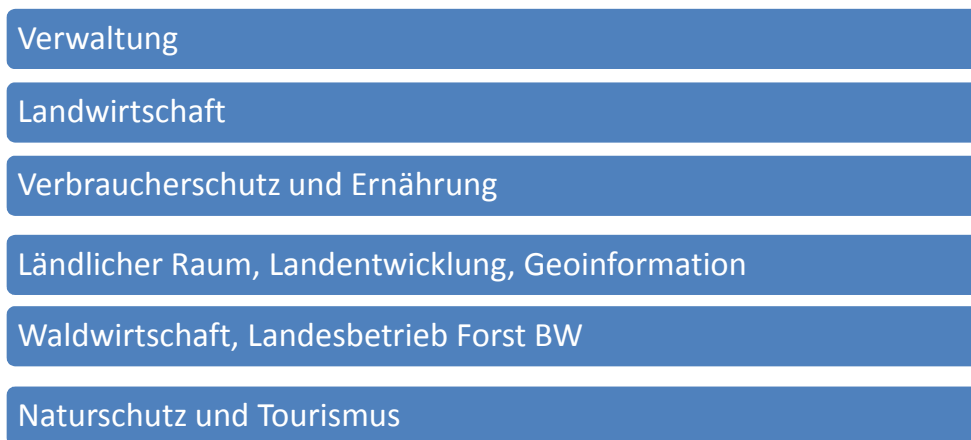 Verwaltung
Landwirtschaft
Verbraucherschutz und Ernährung
Ländlicher Raum, Landentwicklung, Geoinformation
Waldwirtschaft, Landesbetrieb Forst BW
Naturschutz und Tourismus